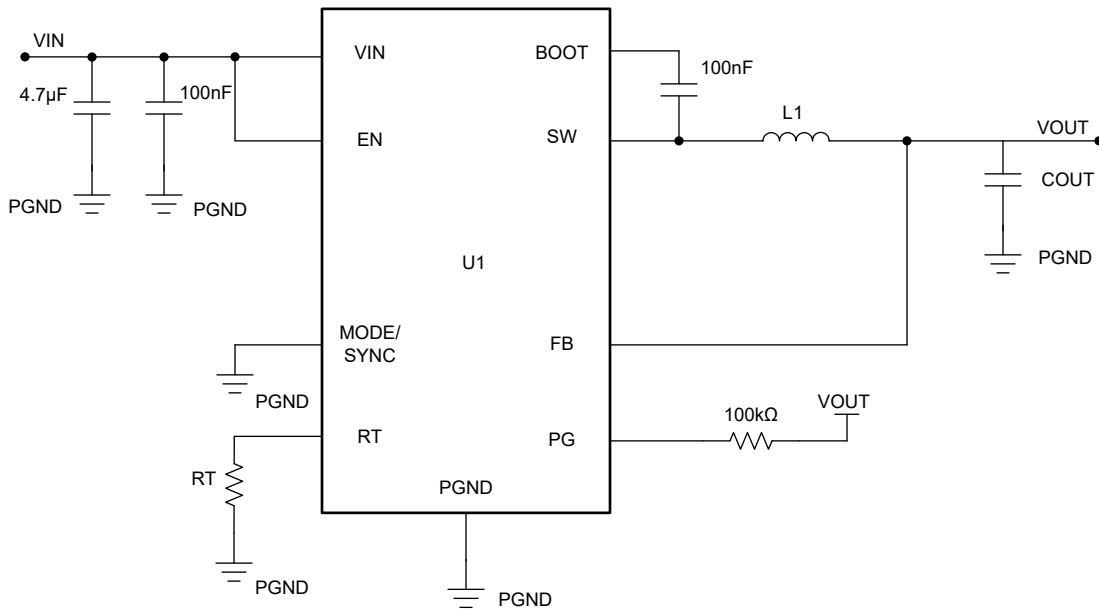 VIN
4.7µF
100nF
PGND
PGND
VIN
EN
MODE/
SYNC
RT
U1
PGND
BOOT
SW
FB
PG
100nF
L1
VOUT
COUT
PGND
100kΩ
VOUT
PGND
RT
PGND
PGND